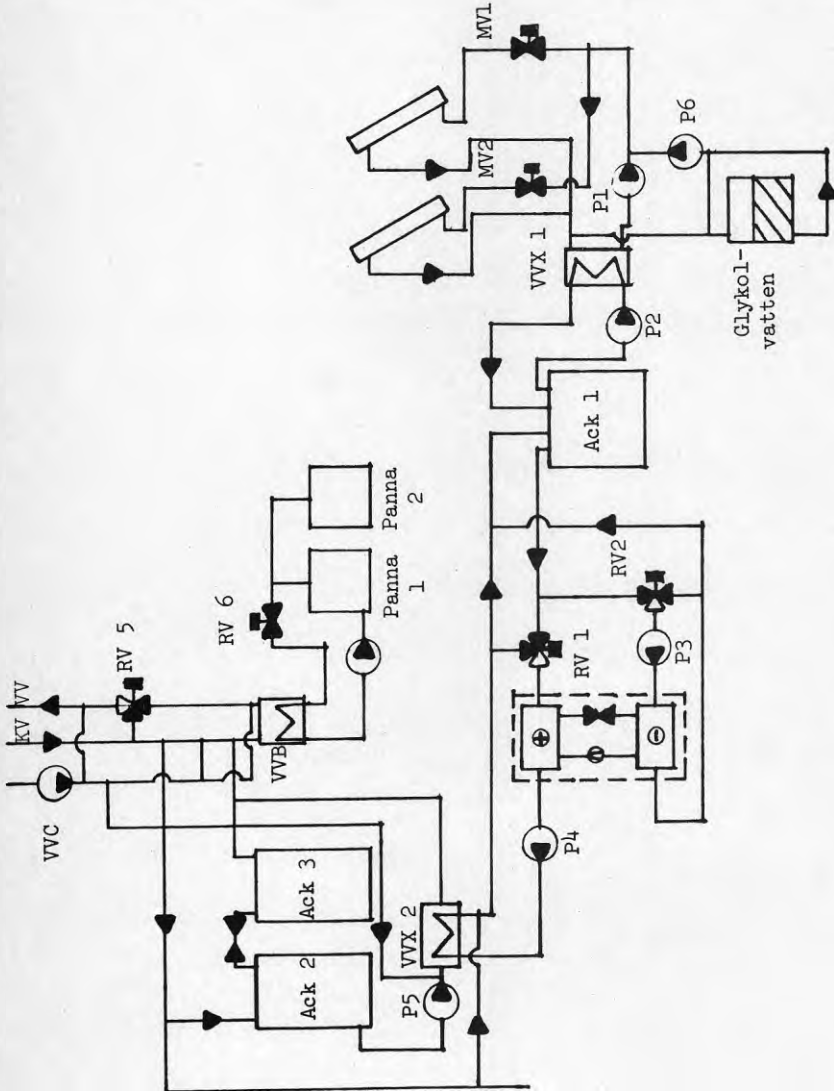 MV1
MV2
P6
P1
VVX 1
P2
Glykol-
vatten
Ack 1
Panna
2
Panna
1
RV 6
RV 5
VV
KV
VVB
VVC
RV2
RV 1
P3
P4
Ack 3
Ack 2
VVX 2
P5